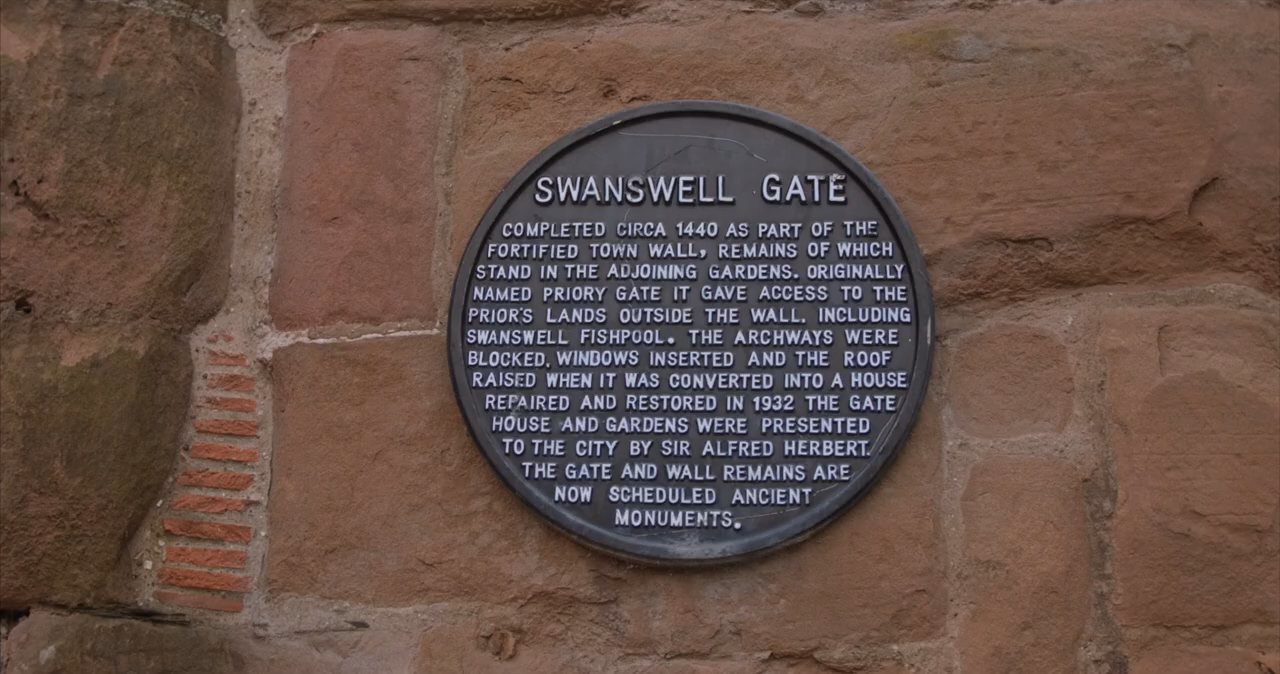 SWANSWELL GATE
COMPLETED CIRCA 1440 AS PART OF THE
FORTIFIED TOWN WALL, REMAINS OF WHICH
STAND IN THE ADJOINING GARDENS. ORIGINALLY
NAMED PRIORY GATE IT GAVE ACCESS TO THE
PRIOR'S LANDS OUTSIDE THE WALL, INCLUDING
SWANSWELL FISHPOOL. THE ARCHWAYS WERE
BLOCKED, WINDOWS INSERTED AND THE ROOF
RAISED WHEN IT WAS CONVERTED INTO A HOUSE
REPAIRED AND RESTORED IN 1932 THE GATE
HOUSE AND GARDENS WERE PRESENTED
TO THE CITY BY SIR ALFRED HERBERT.
THE GATE AND WALL REMAINS ARE
NOW SCHEDULED ANCIENT
MONUMENTS.